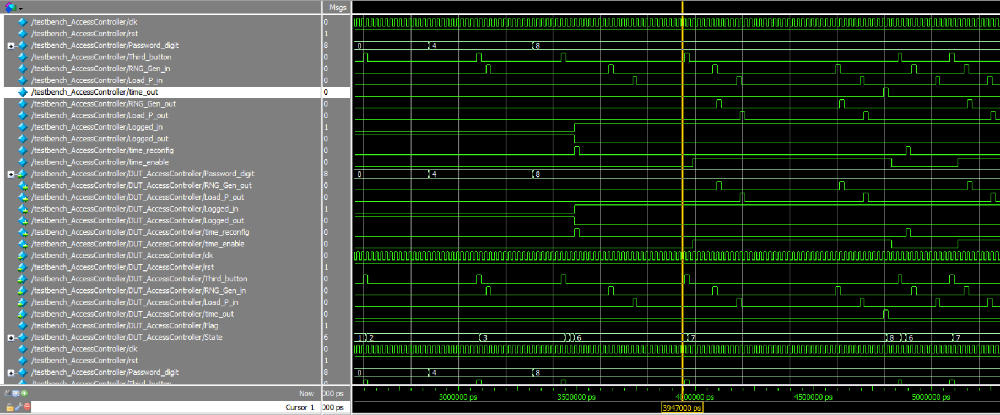 Msgs
/testbench_AccessController/clk 0
/testbench_AccessController/rst 1
/testbench_AccessController/Password_digit 8 0 4 8
/testbench_AccessController/Third_button 0
/testbench_AccessController/RNG_Gen_in 0
/testbench_AccessController/Load_P_in 0
/testbench_AccessController/time_out 0
/testbench_AccessController/RNG_Gen_out 0
/testbench_AccessController/Load_P_out 0
/testbench_AccessController/Logged_in 1
/testbench_AccessController/Logged_out 0
/testbench_AccessController/time_reconfig 0
/testbench_AccessController/time_enable 0
/testbench_AccessController/DUT_AccessController/Password_digit 8 0 4 8
/testbench_AccessController/DUT_AccessController/RNG_Gen_out 0
/testbench_AccessController/DUT_AccessController/Load_P_out 0
/testbench_AccessController/DUT_AccessController/Logged_in 1
/testbench_AccessController/DUT_AccessController/Logged_out 0
/testbench_AccessController/DUT_AccessController/time_reconfig 0
/testbench_AccessController/DUT_AccessController/time_enable 0
/testbench_AccessController/DUT_AccessController/clk 0
/testbench_AccessController/DUT_AccessController/rst 1
/testbench_AccessController/DUT_AccessController/Third_button 0
/testbench_AccessController/DUT_AccessController/RNG_Gen_in 0
/testbench_AccessController/DUT_AccessController/Load_P_in 0
/testbench_AccessController/DUT_AccessController/time_out 0
/testbench_AccessController/DUT_AccessController/Flag 1
/testbench_AccessController/DUT_AccessController/State 6 1 2 3 6 7 8 6 7
/testbench_AccessController/clk 0
/testbench_AccessController/rst 1
/testbench_AccessController/Password_digit 8 0 4 8
/testbench_AccessController/Third_button 0
Now 000 ps 3000000 ps 3500000 ps 4000000 ps 4500000 ps 5000000 ps
Cursor 1 000 ps 3947000 ps